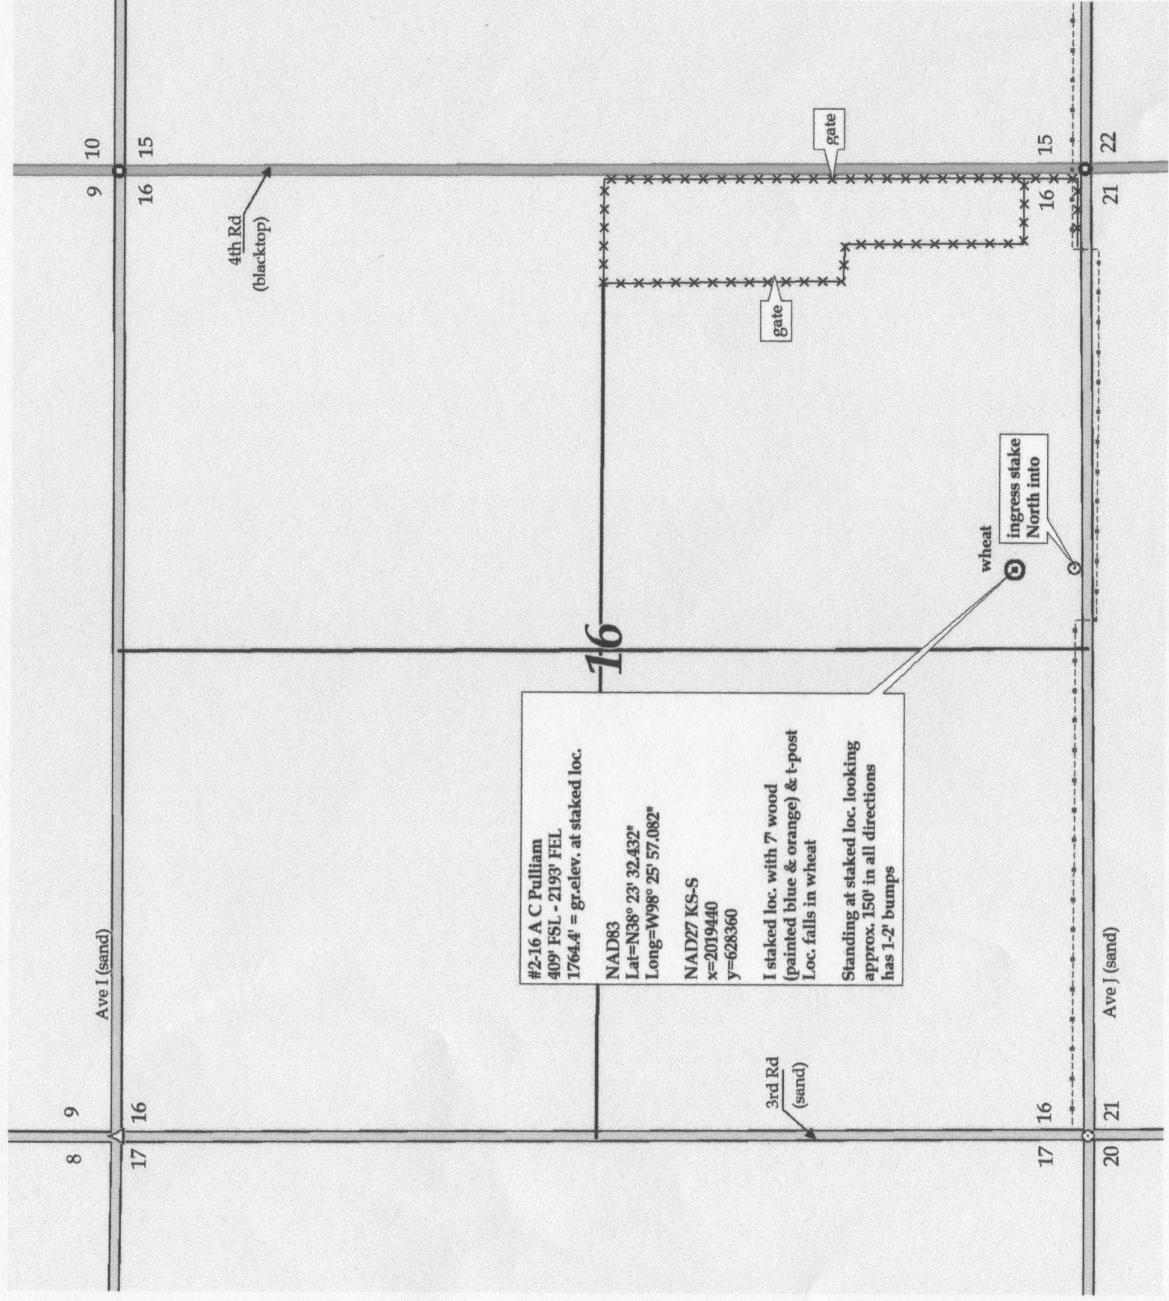 8 9
9 10
Ave I (sand)
17 16
16 15
4th Rd
(blacktop)
#2-16 A C Pulliam
409' FSL - 2193' FEL
1764.4' = gr.elev. at staked loc.
NAD83
Lat=N38° 23' 32.432"
Long=W98° 25' 57.082"
NAD27 KS-S
x=2019440
y=628360
I staked loc. with 7' wood
(painted blue & orange) & t-post
Loc. falls in wheat
Standing at staked loc. looking
approx. 150' in all directions
has 1-2' bumps
16
3rd Rd
(sand)
gate
gate
wheat
ingress stake
North into
17 16
16 15
20 21
Ave J (sand)
21 22